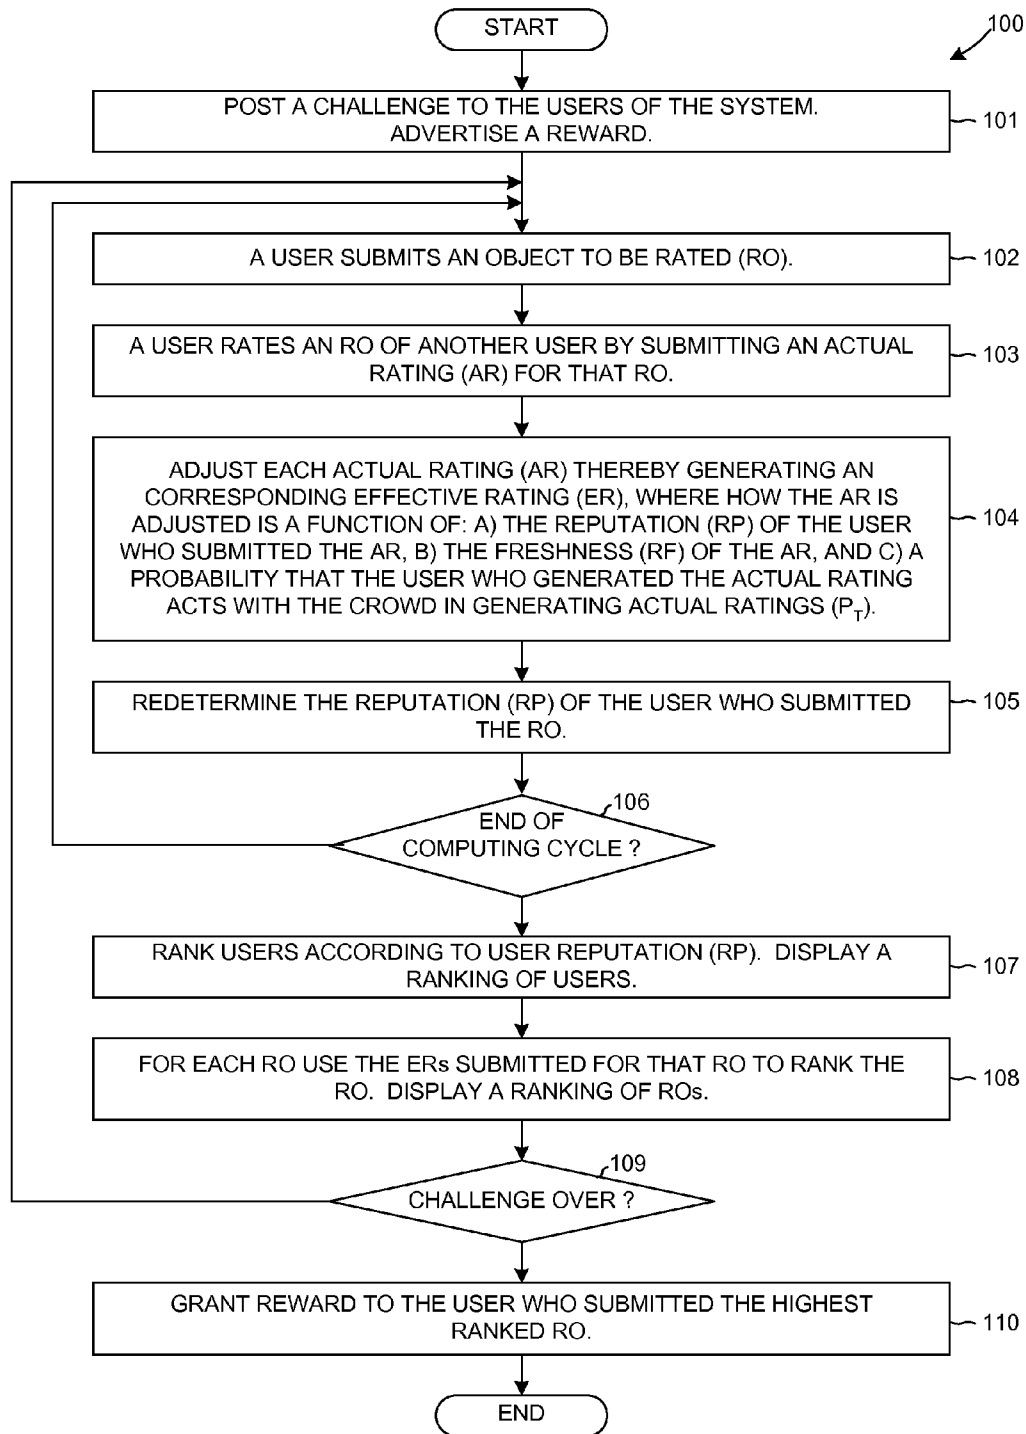 START
100
POST A CHALLENGE TO THE USERS OF THE SYSTEM.
ADVERTISE A REWARD.
101
A USER SUBMITS AN OBJECT TO BE RATED (RO).
102
A USER RATES AN RO OF ANOTHER USER BY SUBMITTING AN ACTUAL
RATING (AR) FOR THAT RO.
103
ADJUST EACH ACTUAL RATING (AR) THEREBY GENERATING AN
CORRESPONDING EFFECTIVE RATING (ER), WHERE HOW THE AR IS
ADJUSTED IS A FUNCTION OF: A) THE REPUTATION (RP) OF THE USER
WHO SUBMITTED THE AR, B) THE FRESHNESS (RF) OF THE AR, AND C) A
PROBABILITY THAT THE USER WHO GENERATED THE ACTUAL RATING
ACTS WITH THE CROWD IN GENERATING ACTUAL RATINGS (PT).
104
REDETERMINE THE REPUTATION (RP) OF THE USER WHO SUBMITTED
THE RO.
105
106
END OF
COMPUTING CYCLE ?
RANK USERS ACCORDING TO USER REPUTATION (RP). DISPLAY A
RANKING OF USERS.
107
FOR EACH RO USE THE ERs SUBMITTED FOR THAT RO TO RANK THE
RO. DISPLAY A RANKING OF ROs.
108
109
CHALLENGE OVER ?
GRANT REWARD TO THE USER WHO SUBMITTED THE HIGHEST
RANKED RO.
110
END